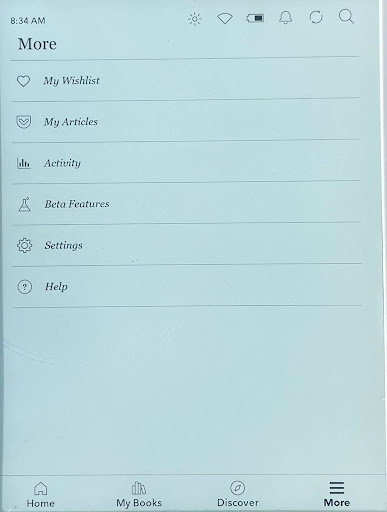 8:34 AM
More
My Wishlist
My Articles
Activity
Beta Features
Settings
? Help
Home My Books Discover More